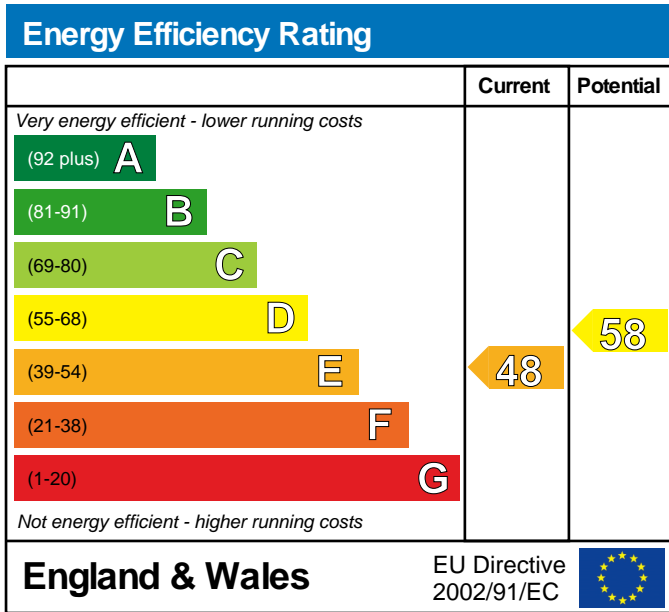 Energy Efficiency Rating
Current Potential
Very energy efficient - lower running costs
(92 plus) A
(81-91) B
(69-80) C
(55-68) D
58
(39-54) E
48
(21-38) F
(1-20) G
Not energy efficient - higher running costs
England & Wales
EU Directive
2002/91/EC